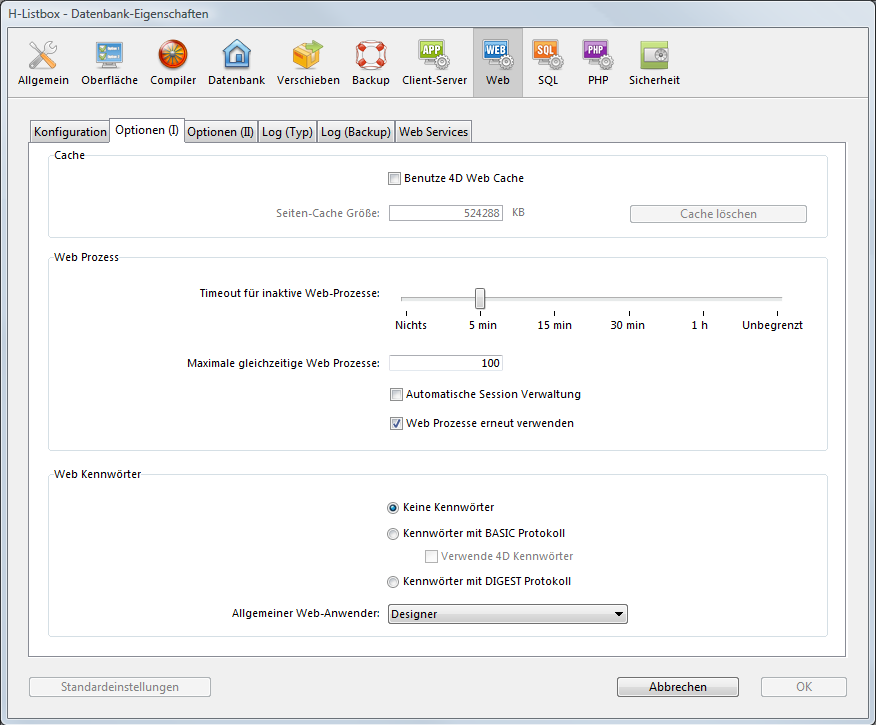 H-Listbox - Datenbank-Eigenschaften
APP WEB SQL PHP
Allgemein Oberfläche Compiler Datenbank Verschieben Backup Client-Server Web SQL PHP Sicherheit
Konfiguration Optionen (I) Optionen (II) Log (Typ) Log (Backup) Web Services
Cache
Benutze 4D Web Cache
Seiten-Cache Größe: 524288 KB Cache löschen
Web Prozess
Timeout für inaktive Web-Prozesse:
Nichts 5 min 15 min 30 min 1 h Unbegrenzt
Maximale gleichzeitige Web Prozesse: 100
Automatische Session Verwaltung
Web Prozesse erneut verwenden
Web Kennwörter
Keine Kennwörter
Kennwörter mit BASIC Protokoll
Verwende 4D Kennwörter
Kennwörter mit DIGEST Protokoll
Allgemeiner Web-Anwender: Designer
Standardeinstellungen Abbrechen OK